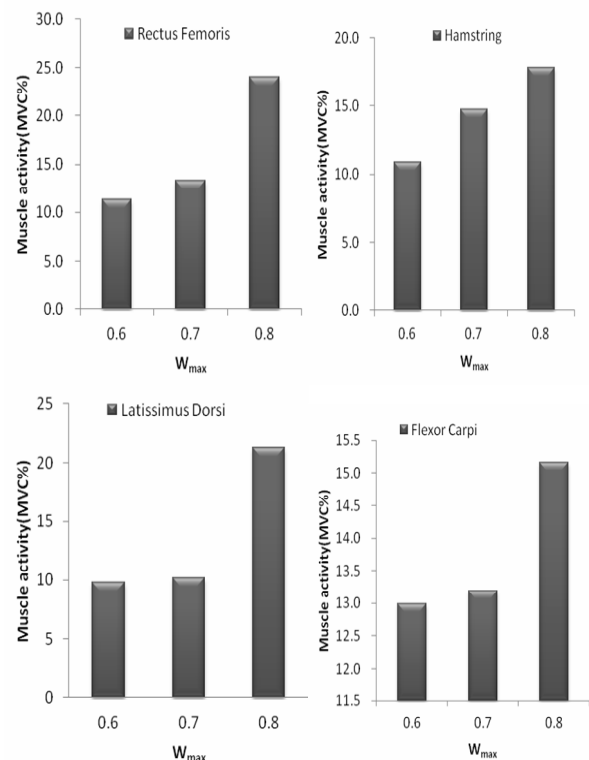 Rectus Femoris
Muscle activity(MVC%)
30.0
25.0
20.0
15.0
10.0
5.0
0.0
0.6 0.7 0.8
Wmax
Hamstring
Muscle activity(MVC%)
20.0
15.0
10.0
5.0
0.0
0.6 0.7 0.8
Wmax
Latissimus Dorsi
Muscle activity(MVC%)
25
20
15
10
5
0
0.6 0.7 0.8
Wmax
Flexor Carpi
Muscle activity(MVC%)
15.5
15.0
14.5
14.0
13.5
13.0
12.5
12.0
11.5
0.6 0.7 0.8
Wmax